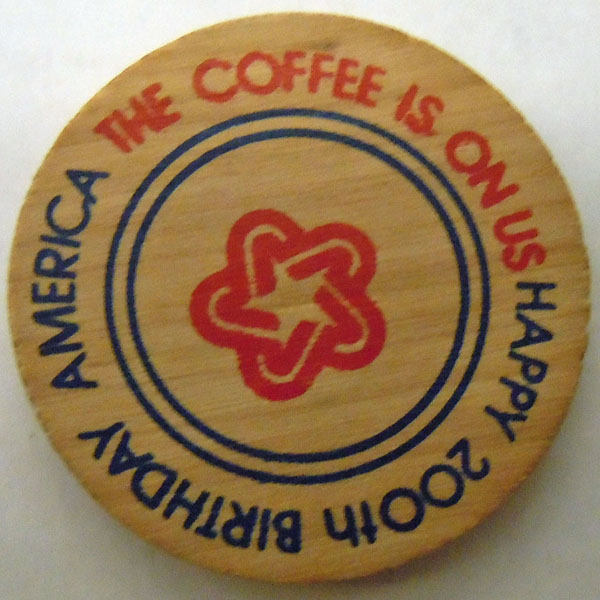 THE COFFEE IS ON US
HAPPY 200th BIRTHDAY AMERICA